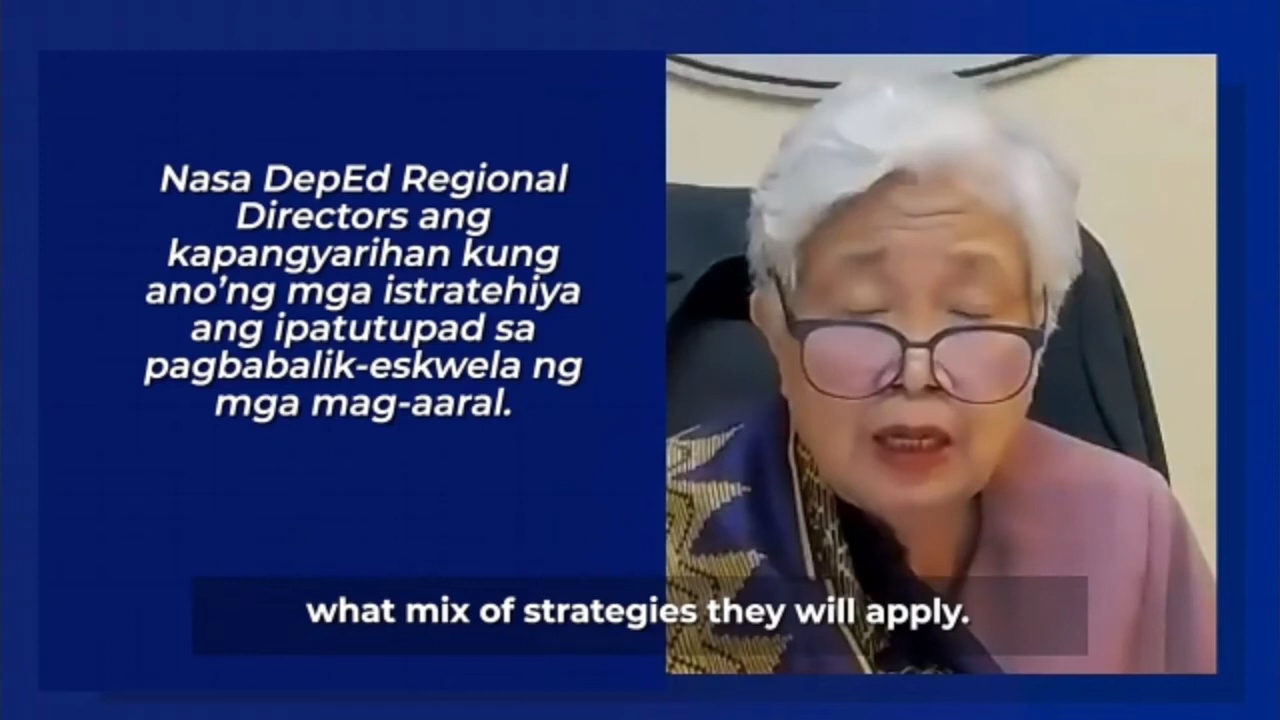 Nasa DepEd Regional
Directors ang
kapangyarihan kung
ano’ng mga istratehiya
ang ipatutupad sa
pagbabalik-eskwela ng
mga mag-aaral.
what mix of strategies they will apply.